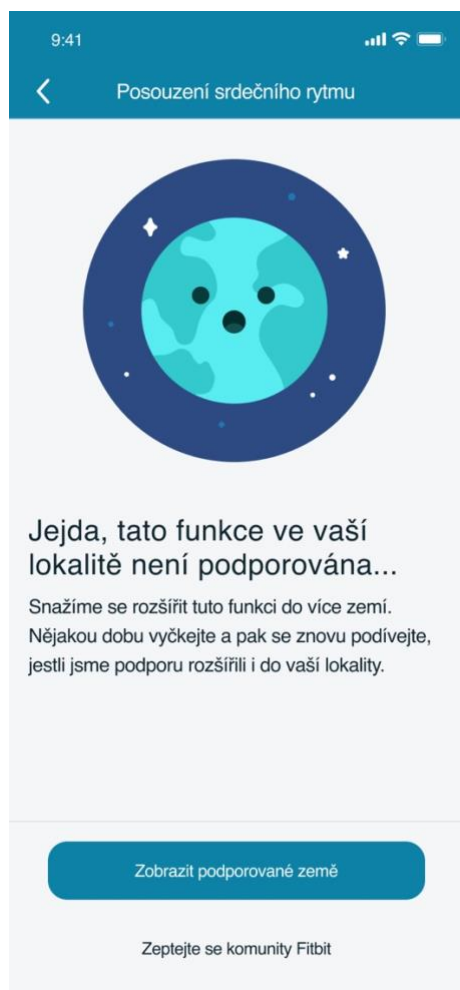 9:41
Posouzení srdečního rytmu
Jejda, tato funkce ve vaší
lokalitě není podporována...
Snažíme se rozšířit tuto funkci do více zemí.
Nějakou dobu vyčkejte a pak se znovu podívejte,
jestli jsme podporu rozšířili i do vaší lokality.
Zobrazit podporované země
Zeptejte se komunity Fitbit